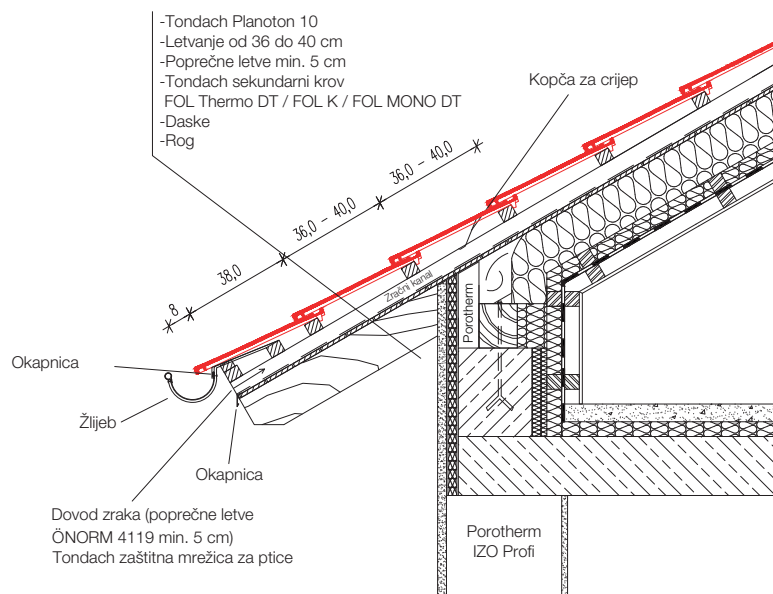 -Tondach Planoton 10
-Letvanje od 36 do 40 cm
-Poprečne letve min. 5 cm
-Tondach sekundarni krov
FOL Thermo DT / FOL K / FOL MONO DT
-Daske
-Rog
Kopča za crijep
36,0 – 40,0
36,0 – 40,0
38,0
8
Zračni kanal
Porotherm
Okapnica
Žlijeb
Okapnica
Dovod zraka (poprečne letve
ÖNORM 4119 min. 5 cm)
Tondach zaštitna mrežica za ptice
Porotherm
IZO Profi